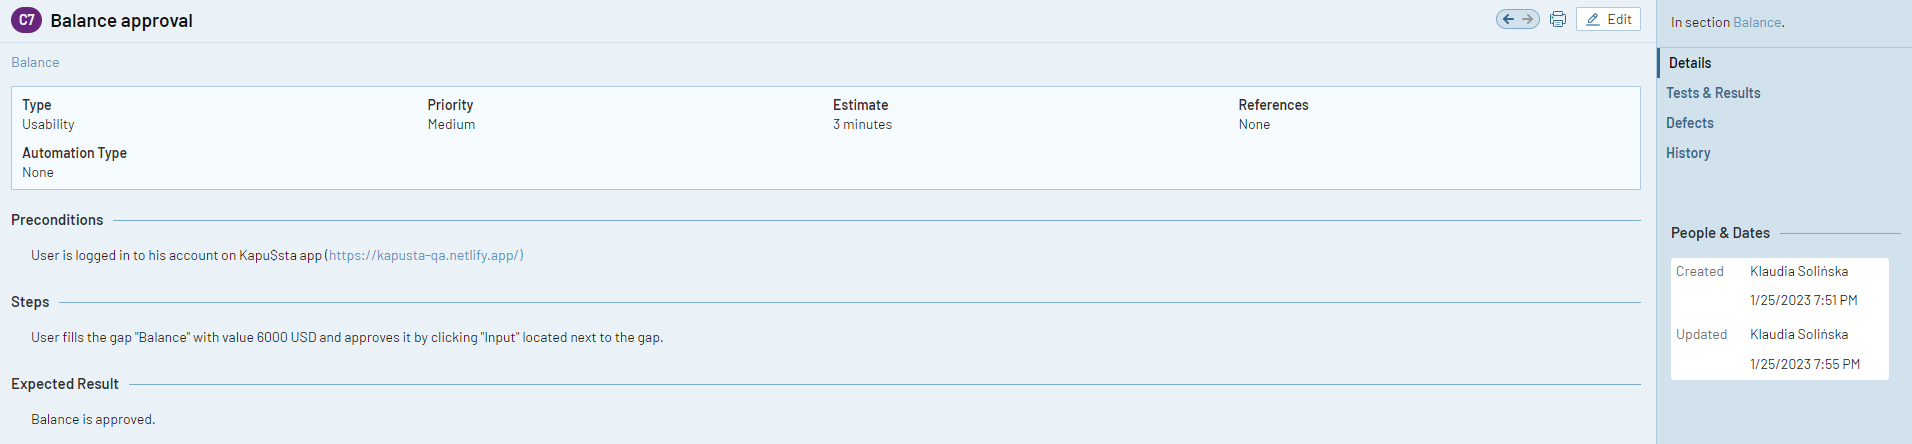 C7 Balance approval
Edit
Balance
Type Priority Estimate References
Usability Medium 3 minutes None
Automation Type
None
Preconditions
User is logged in to his account on Kapu$sta app (https://kapusta-qa.netlify.app/)
Steps
User fills the gap "Balance" with value 6000 USD and approves it by clicking "Input" located next to the gap.
Expected Result
Balance is approved.
In section Balance.
Details
Tests & Results
Defects
History
People & Dates
Created Klaudia Solińska
1/25/2023 7:51 PM
Updated Klaudia Solińska
1/25/2023 7:55 PM